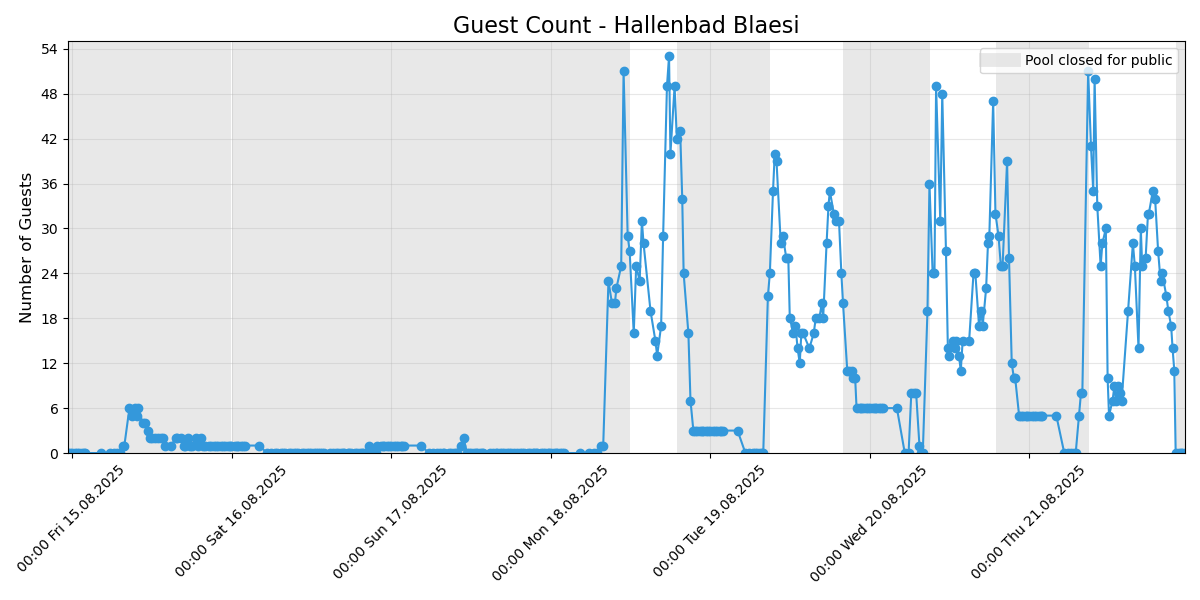 Guest Count - Hallenbad Blaesi
Pool closed for public
Number of Guests
54
48
42
36
30
24
18
12
6
0
00:00 Fri 15.08.2025
00:00 Sat 16.08.2025
00:00 Sun 17.08.2025
00:00 Mon 18.08.2025
00:00 Tue 19.08.2025
00:00 Wed 20.08.2025
00:00 Thu 21.08.2025